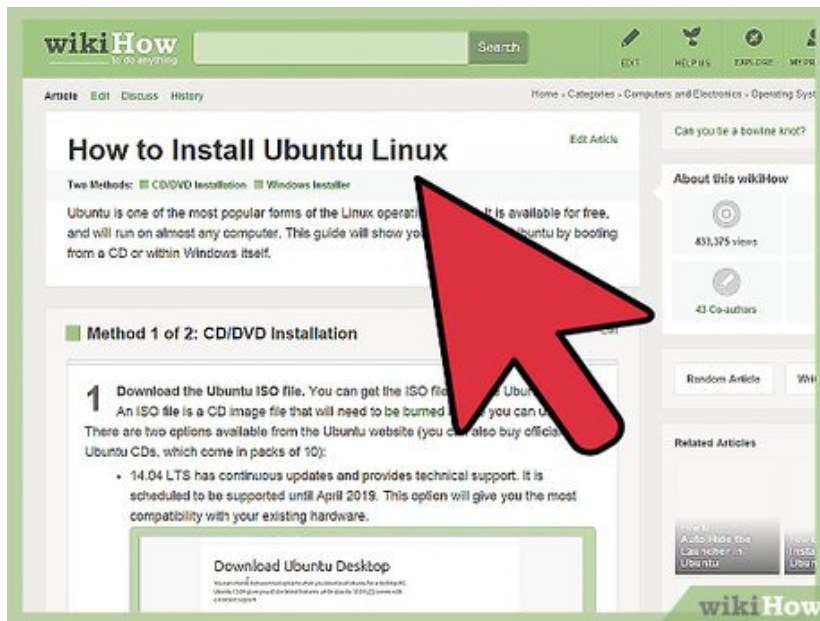 wikiHow
to do anything
Search
EDIT
HELP US
EXPLORE
Article Edit Discuss History
Home » Categories » Computers and Electronics » Operating Syst
How to Install Ubuntu Linux
Edit Article
Two Methods: CD/DVD Installation Windows Installer
Ubuntu is one of the most popular forms of the Linux operati It is available for free,
and will run on almost any computer. This guide will show yo buntu by booting
from a CD or within Windows itself.
Can you tie a bowline knot?
About this wikiHow
views
43 Co-authors
Method 1 of 2: CD/DVD Installation
1 Download the Ubuntu ISO file. You can get the ISO file Ubu
An ISO file is a CD image file that will need to be burned you can u
There are two options available from the Ubuntu website (you can also buy official
Ubuntu CDs, which come in packs of 10):
• 14.04 LTS has continuous updates and provides technical support. It is
scheduled to be supported until April 2019. This option will give you the most
compatibility with your existing hardware.
Download Ubuntu Desktop
Random Article
Wri
Related Articles
How to
Auto Hide the
Launcher in
Ubuntu
wikiHow